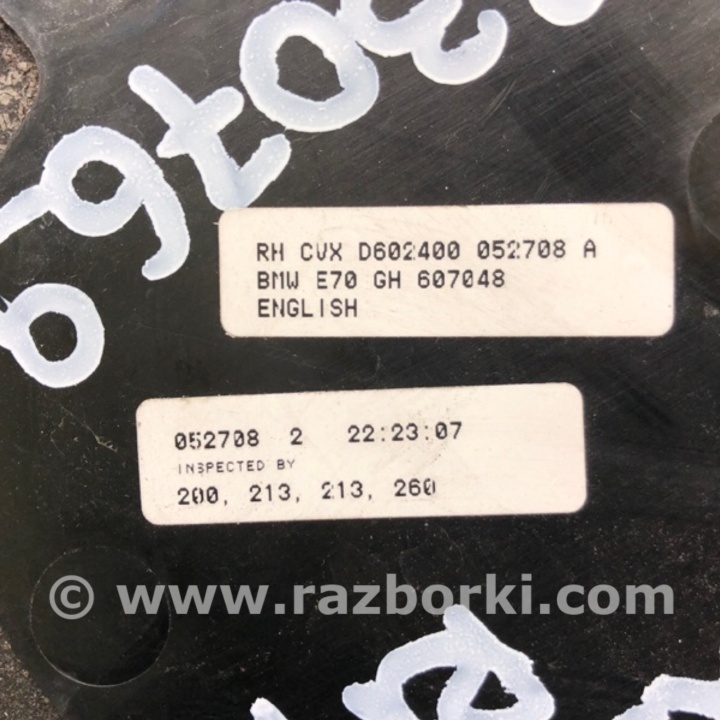 RH CVX D602400 052708 A
BMW E70 GH 607048
ENGLISH
052708 2 22:23:07
INSPECTED BY
200, 213, 213, 260
© www.razborki.com